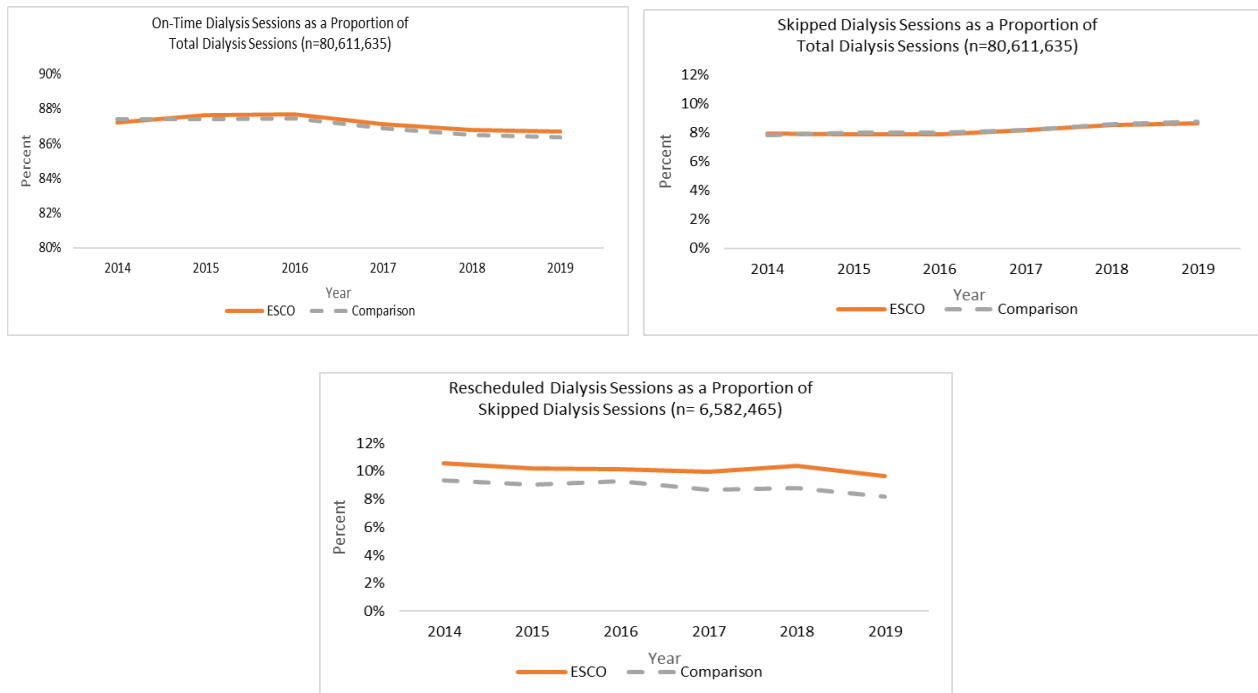 On-Time Dialysis Sessions as a Proportion of
Total Dialysis Sessions (n=80,611,635)
90%
88%
86%
84%
82%
80%
Percent
2014 2015 2016 2017 2018 2019
Year
ESCO Comparison
Skipped Dialysis Sessions as a Proportion of
Total Dialysis Sessions (n=80,611,635)
12%
10%
8%
6%
4%
2%
0%
Percent
2014 2015 2016 2017 2018 2019
Year
ESCO Comparison
Rescheduled Dialysis Sessions as a Proportion of
Skipped Dialysis Sessions (n= 6,582,465)
12%
10%
8%
6%
4%
2%
0%
Percent
2014 2015 2016 2017 2018 2019
Year
ESCO Comparison